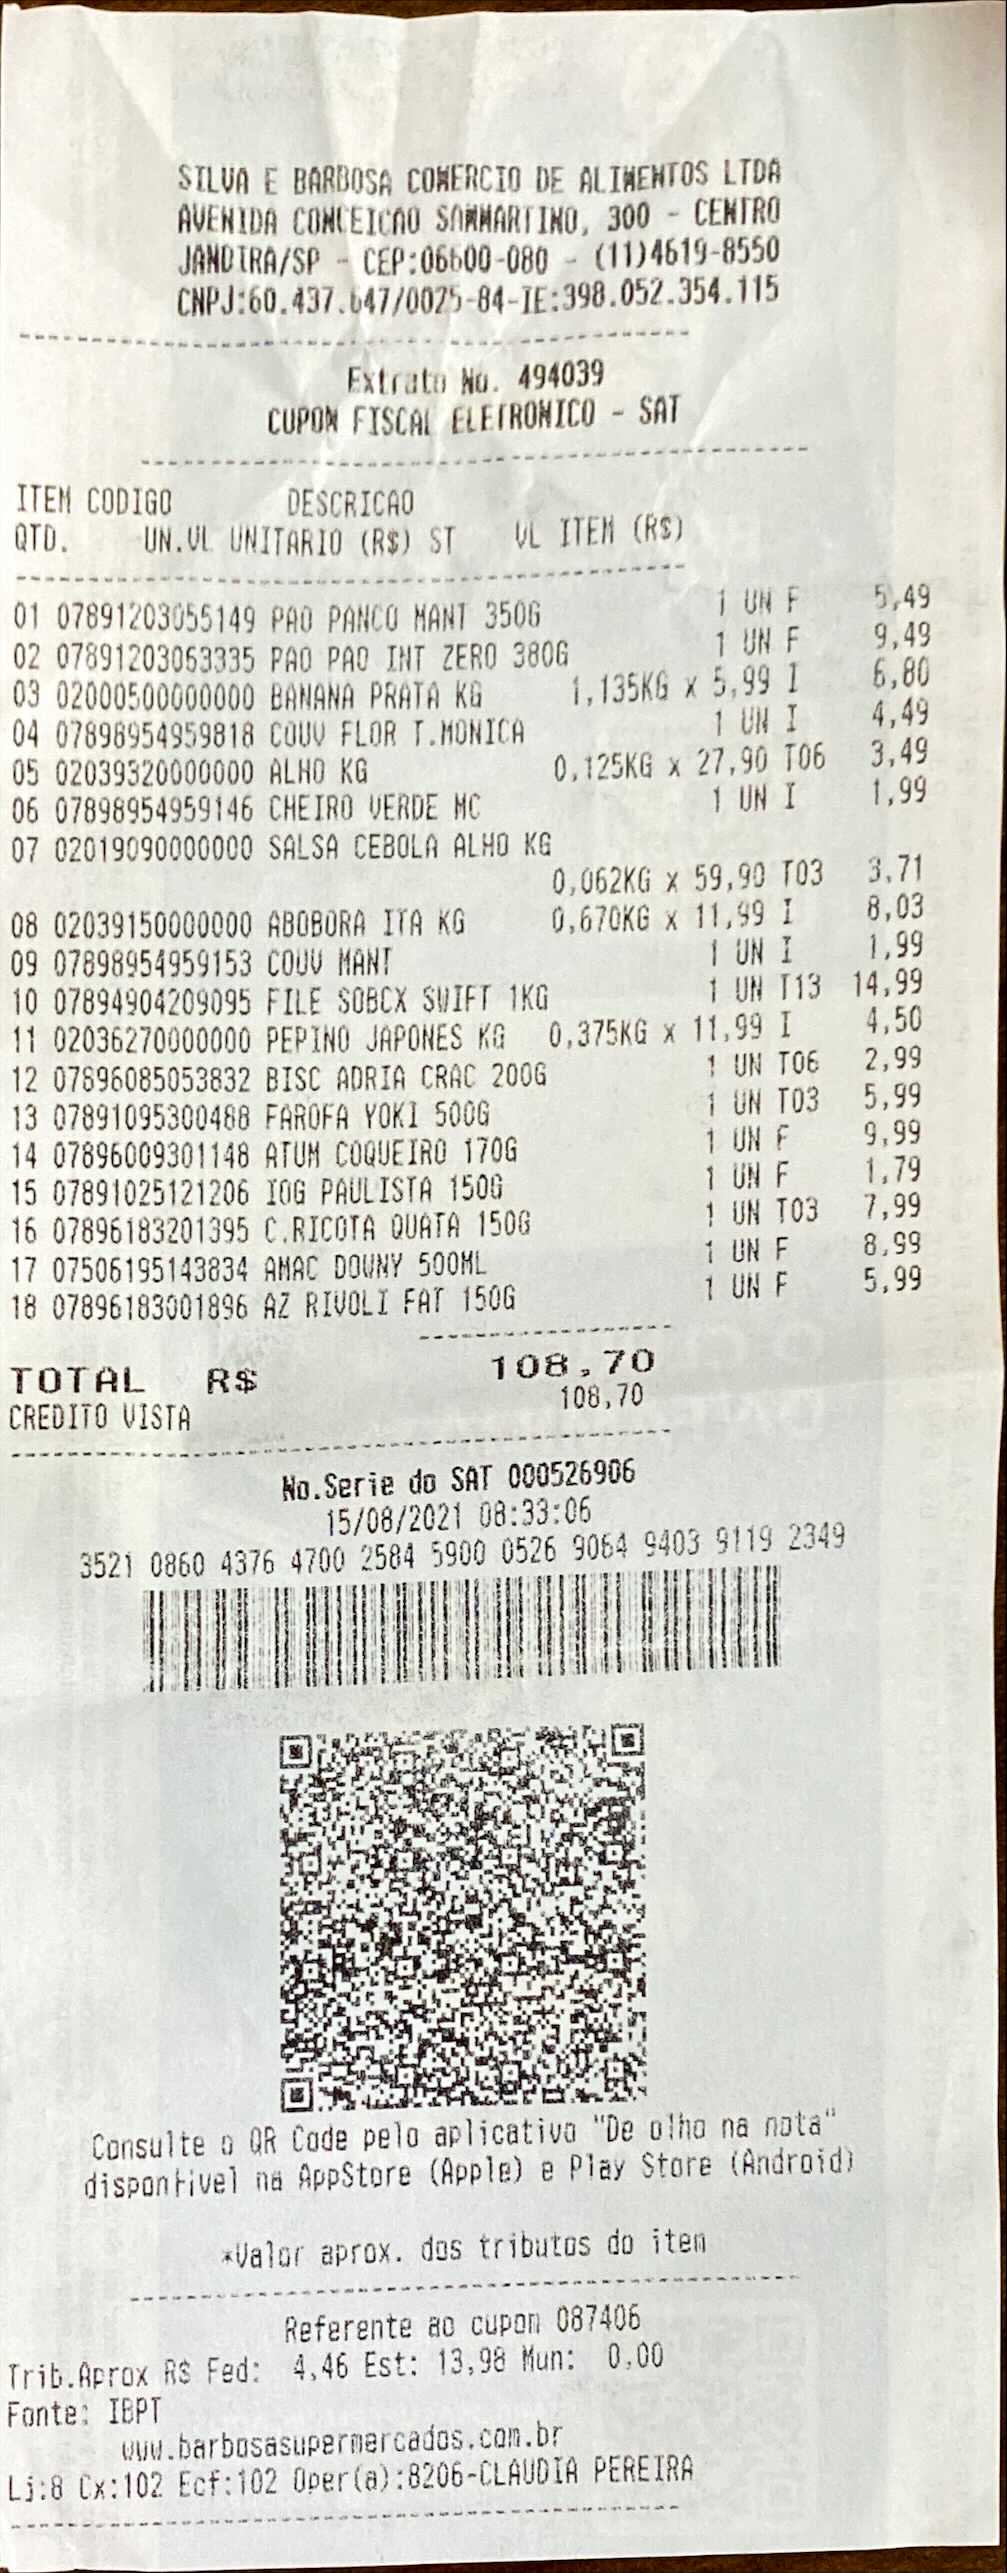 SILVA E BARBOSA COMERCIO DE ALIMENTOS LTDA
AVENIDA CONCEICAO SAMMARTINO, 300 - CENTRO
JANDIRA/SP - CEP:06600-080 - (11)4619-8550
CNPJ:60.437.647/0025-84-IE:398.052.354.115
Extrato No. 494039
CUPOM FISCAL ELETRONICO - SAT
ITEM CODIGO DESCRICAO
QTD. UN.VL UNITARIO (R$) ST VL ITEM (R$)
01 07891203055149 PAO PANCO MANT 350G 1 UN F 5,49
02 07891203063335 PAO PAO INT ZERO 380G 1 UN F 9,49
03 02000500000000 BANANA PRATA KG 1,135KG x 5,99 I 6,80
04 07898954959818 COUV FLOR T.MONICA 1 UN I 4,49
05 02039320000000 ALHO KG 0,125KG x 27,90 T06 3,49
06 07898954959146 CHEIRO VERDE MC 1 UN I 1,99
07 02019090000000 SALSA CEBOLA ALHO KG
0,062KG x 59,90 T03 3,71
08 02039150000000 ABOBORA ITA KG 0,670KG x 11,99 I 8,03
09 07898954959153 COUV MANT 1 UN I 1,99
10 07894904209095 FILE SOBCX SWIFT 1KG 1 UN T13 14,99
11 02036270000000 PEPINO JAPONES KG 0,375KG x 11,99 I 4,50
12 07896085053832 BISC ADRIA CRAC 200G 1 UN T06 2,99
13 07891095300488 FAROFA YOKI 500G 1 UN T03 5,99
14 07896009301148 ATUM COQUEIRO 170G 1 UN F 9,99
15 07891025121206 IOG PAULISTA 150G 1 UN F 1,79
16 07896183201395 C.RICOTA QUATA 150G 1 UN T03 7,99
17 07506195143834 AMAC DOWNY 500ML 1 UN F 8,99
18 07896183001896 AZ RIVOLI FAT 150G 1 UN F 5,99
TOTAL R$ 108,70
CREDITO VISTA 108,70
No.Serie do SAT 000526906
15/08/2021 08:33:06
3521 0860 4376 4700 2584 5900 0526 9064 9403 9119 2349
Consulte o QR Code pelo aplicativo "De olho na nota"
disponível na AppStore (Apple) e Play Store (Android)
*Valor aprox. dos tributos do item
Referente ao cupom 087406
Trib.Aprox R$ Fed: 4,46 Est: 13,98 Mun: 0,00
Fonte: IBPT
www.barbosasupermercados.com.br
Lj:8 Cx:102 Ecf:102 Oper(a):8206-CLAUDIA PEREIRA